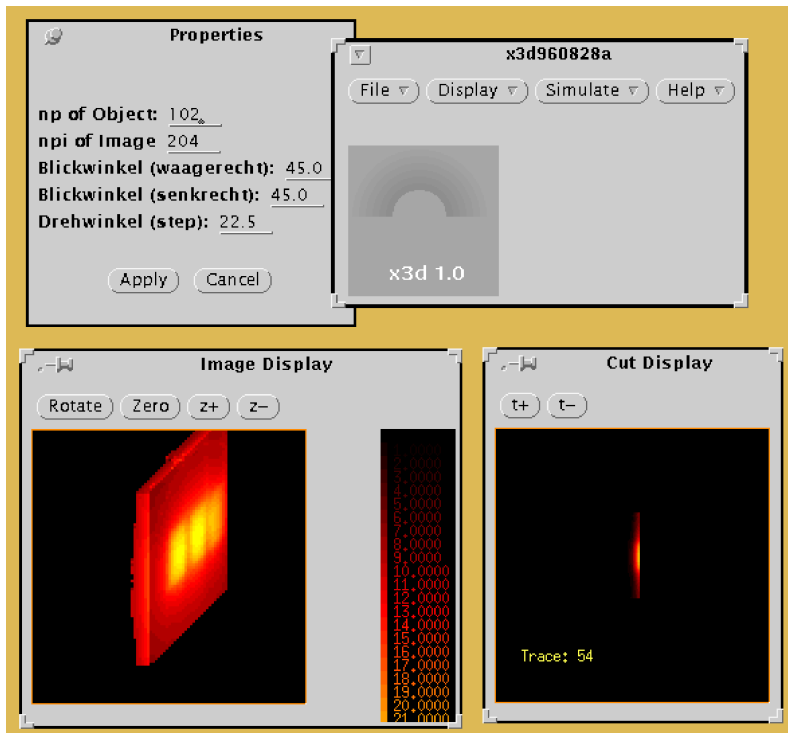 Properties
np of Object: 102
npi of Image 204
Blickwinkel (waagerecht): 45.0
Blickwinkel (senkrecht): 45.0
Drehwinkel (step): 22.5
Apply Cancel
x3d960828a
File Display Simulate Help
x3d 1.0
Image Display
Rotate Zero z+ z−
5.0000
6.0000
7.0000
8.0000
9.0000
10.0000
11.0000
12.0000
13.0000
14.0000
15.0000
16.0000
17.0000
18.0000
19.0000
20.0000
21.0000
Cut Display
t+ t−
Trace: 54